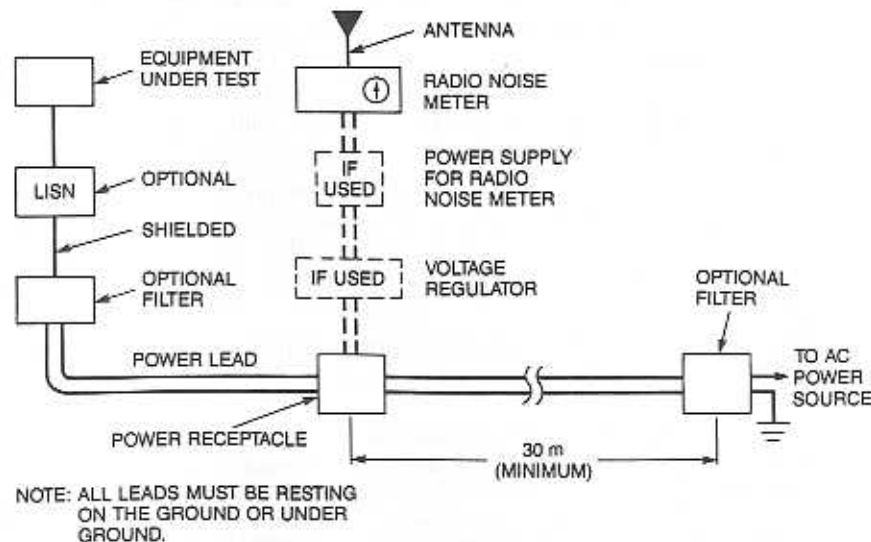 ANTENNA
EQUIPMENT
UNDER TEST
RADIO NOISE
METER
IF
USED
POWER SUPPLY
FOR RADIO
NOISE METER
LISN
OPTIONAL
SHIELDED
OPTIONAL
FILTER
IF USED
VOLTAGE
REGULATOR
OPTIONAL
FILTER
POWER LEAD
TO AC
POWER
SOURCE
POWER RECEPTACLE
30 m
(MINIMUM)
NOTE: ALL LEADS MUST BE RESTING
ON THE GROUND OR UNDER
GROUND.